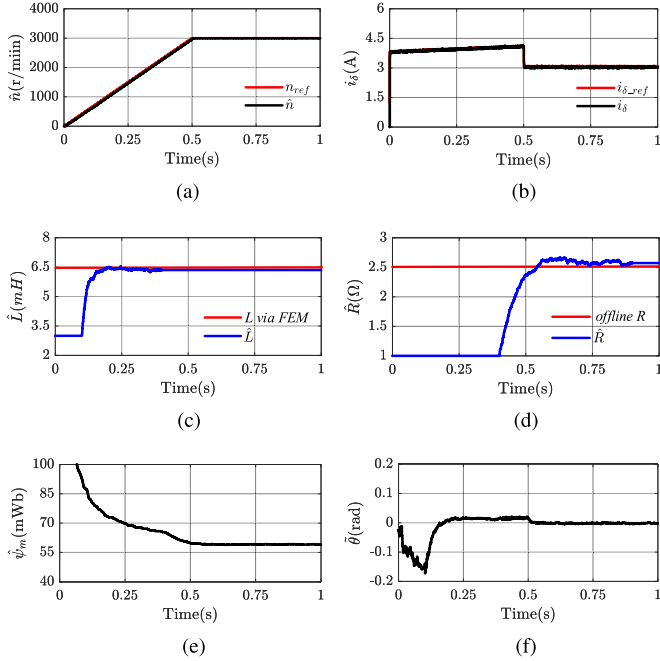 4000
3000
2000
1000
0
n̂(r/miin)
n_ref
n̂
0 0.25 0.5 0.75 1
Time(s)
(a)
6
4.5
3
1.5
0
i_δ(A)
i_δ_ref
i_δ
0 0.25 0.5 0.75 1
Time(s)
(b)
8
6.5
5
3.5
2
L̂(mH)
L via FEM
L̂
0 0.25 0.5 0.75 1
Time(s)
(c)
3
2.5
2
1.5
1
R̂(Ω)
offline R
R̂
0 0.25 0.5 0.75 1
Time(s)
(d)
100
85
70
55
40
ψ̂_m(mWb)
0 0.25 0.5 0.75 1
Time(s)
(e)
0.2
0.1
0
-0.1
-0.2
θ̃(rad)
0 0.25 0.5 0.75 1
Time(s)
(f)